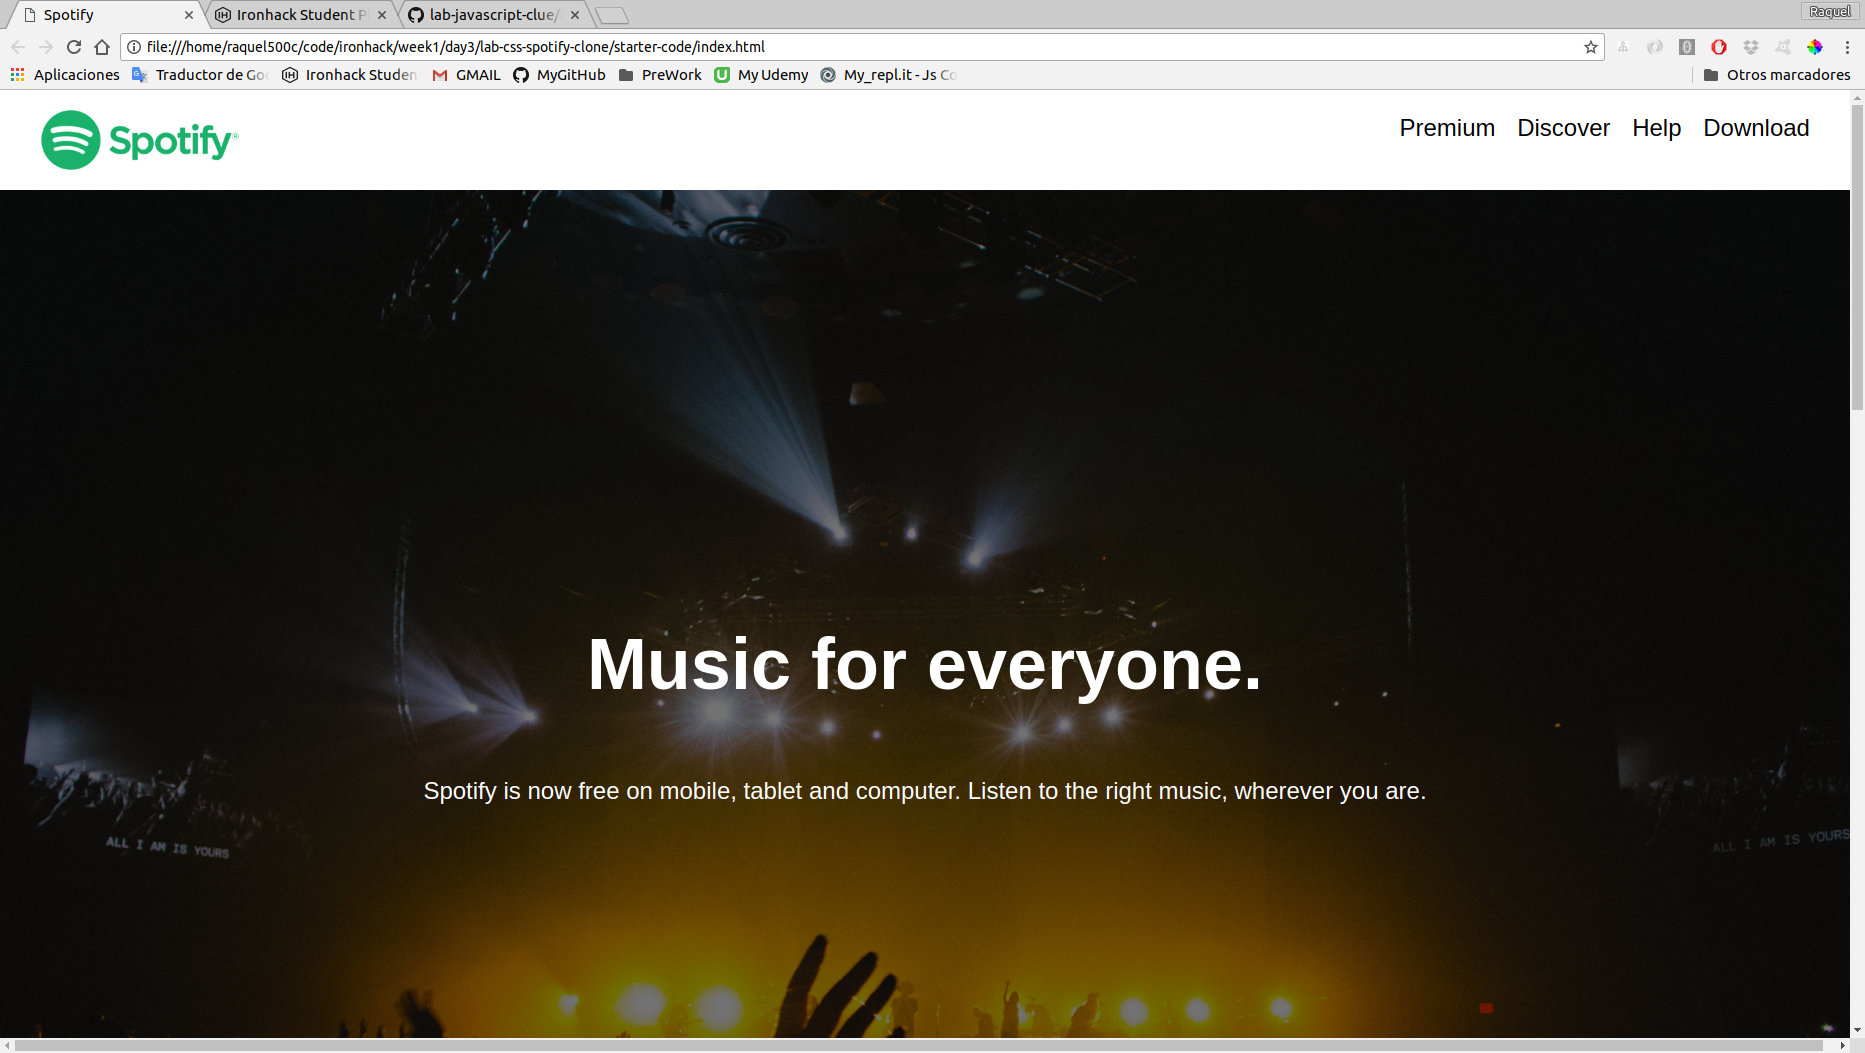 Spotify
Ironhack Student P
lab-javascript-clue/
Raquel
file:///home/raquel500c/code/ironhack/week1/day3/lab-css-spotify-clone/starter-code/index.html
Aplicaciones
Traductor de Goo
Ironhack Studen
GMAIL
MyGitHub
PreWork
My Udemy
My_repl.it - Js Co
Otros marcadores
Spotify®
Premium Discover Help Download
Music for everyone.
Spotify is now free on mobile, tablet and computer. Listen to the right music, wherever you are.
ALL I AM IS YOURS
ALL I AM IS YOURS